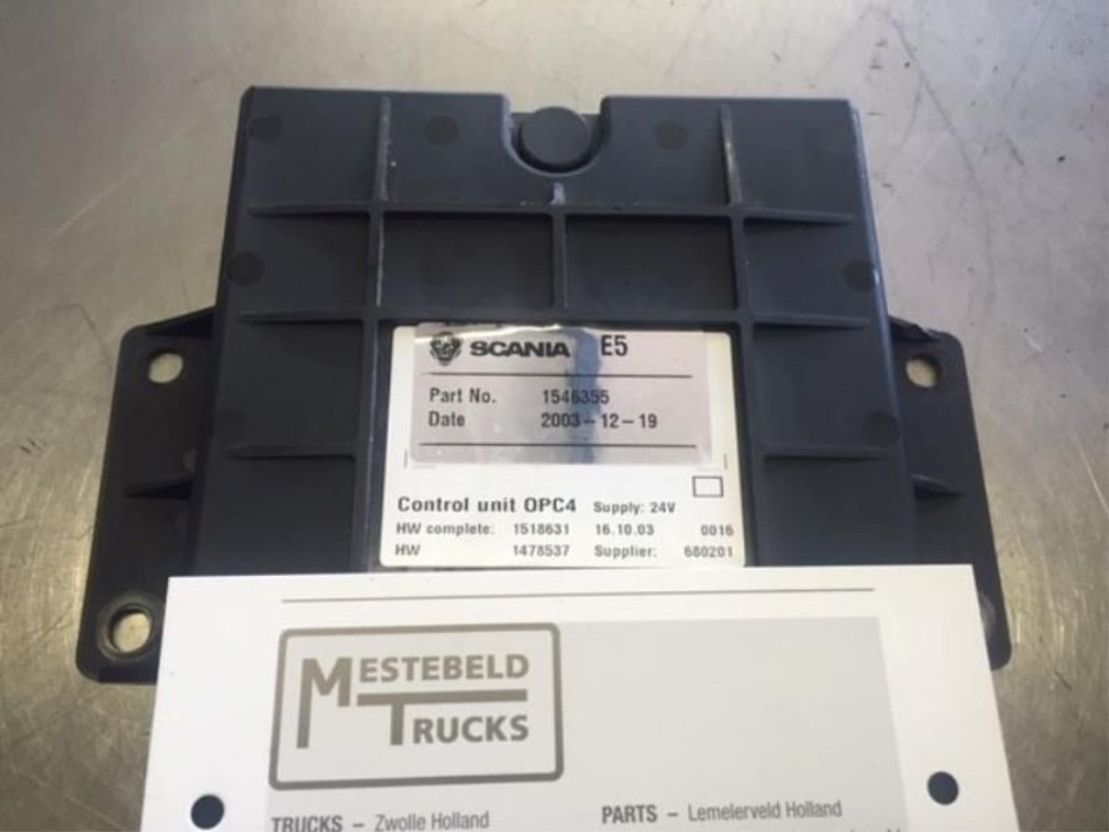 SCANIA E5
Part No. 1546355
Date 2003-12-19
Control unit OPC4 Supply: 24V
HW complete: 1518631 16.10.03 0016
HW 1478537 Supplier: 680201
MESTEBELD
TRUCKS
TRUCKS - Zwolle Holland PARTS - Lemelerveld Holland